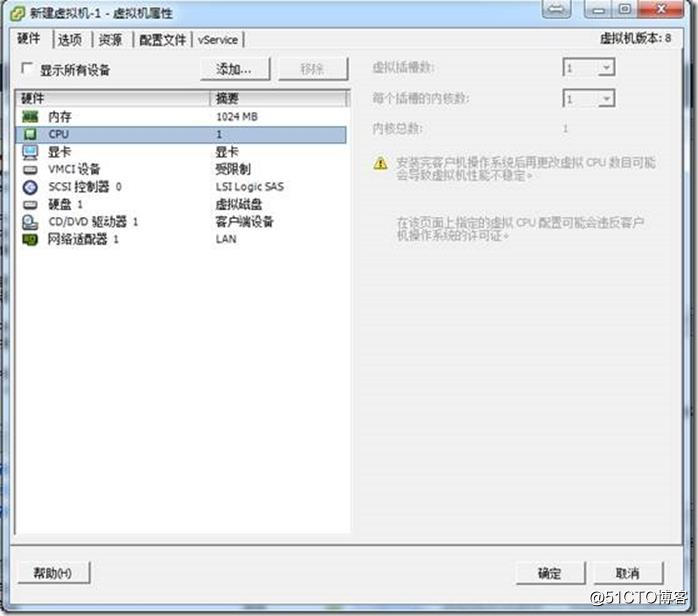 新建虚拟机-1 - 虚拟机属性
硬件 选项 资源 配置文件 vService 虚拟机版本: 8
显示所有设备 添加... 移除
硬件 摘要
内存 1024 MB
CPU 1
显卡 显卡
VMCI 设备 受限制
SCSI 控制器 0 LSI Logic SAS
硬盘 1 虚拟磁盘
CD/DVD 驱动器 1 客户端设备
网络适配器 1 LAN
虚拟插槽数: 1
每个插槽的内核数: 1
内核总数: 1
安装完客户机操作系统后再更改虚拟 CPU 数目可能
会导致虚拟机性能不稳定。
在该页面上指定的虚拟 CPU 配置可能会违反客户
机操作系统的许可证。
帮助(H) 确定 取消
@51CTO博客